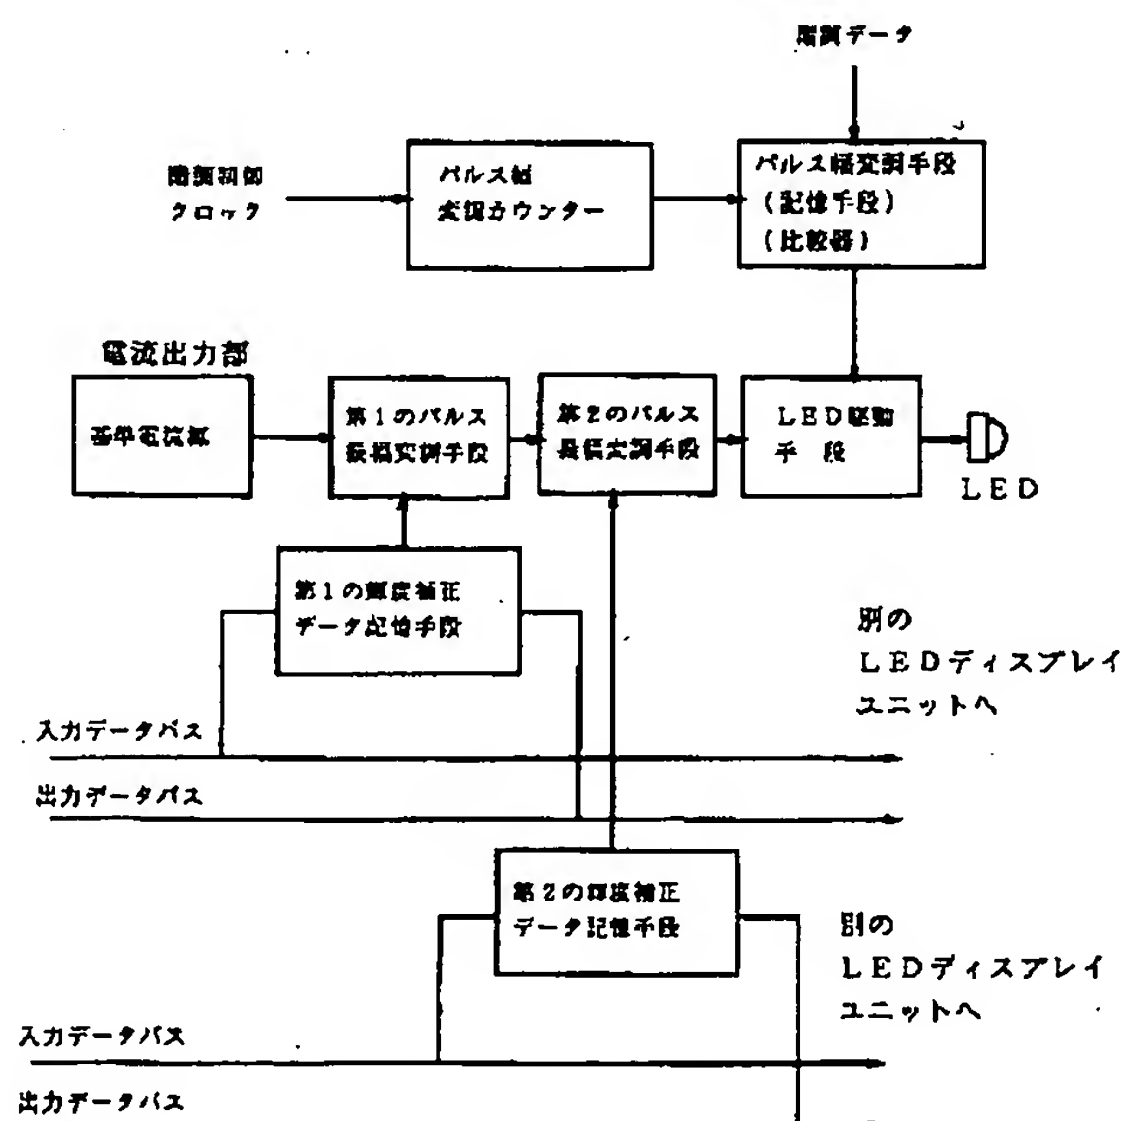 階調データ
階調制御
クロック
パルス幅
変調カウンター
パルス幅変調手段
(記憶手段)
(比較器)
電流出力部
基準電流源
第1のパルス
振幅変調手段
第2のパルス
振幅変調手段
LED駆動
手 段
LED
第1の輝度補正
データ記憶手段
別の
LEDディスプレイ
ユニットへ
入力データバス
出力データバス
第2の輝度補正
データ記憶手段
別の
LEDディスプレイ
ユニットへ
入力データバス
出力データバス